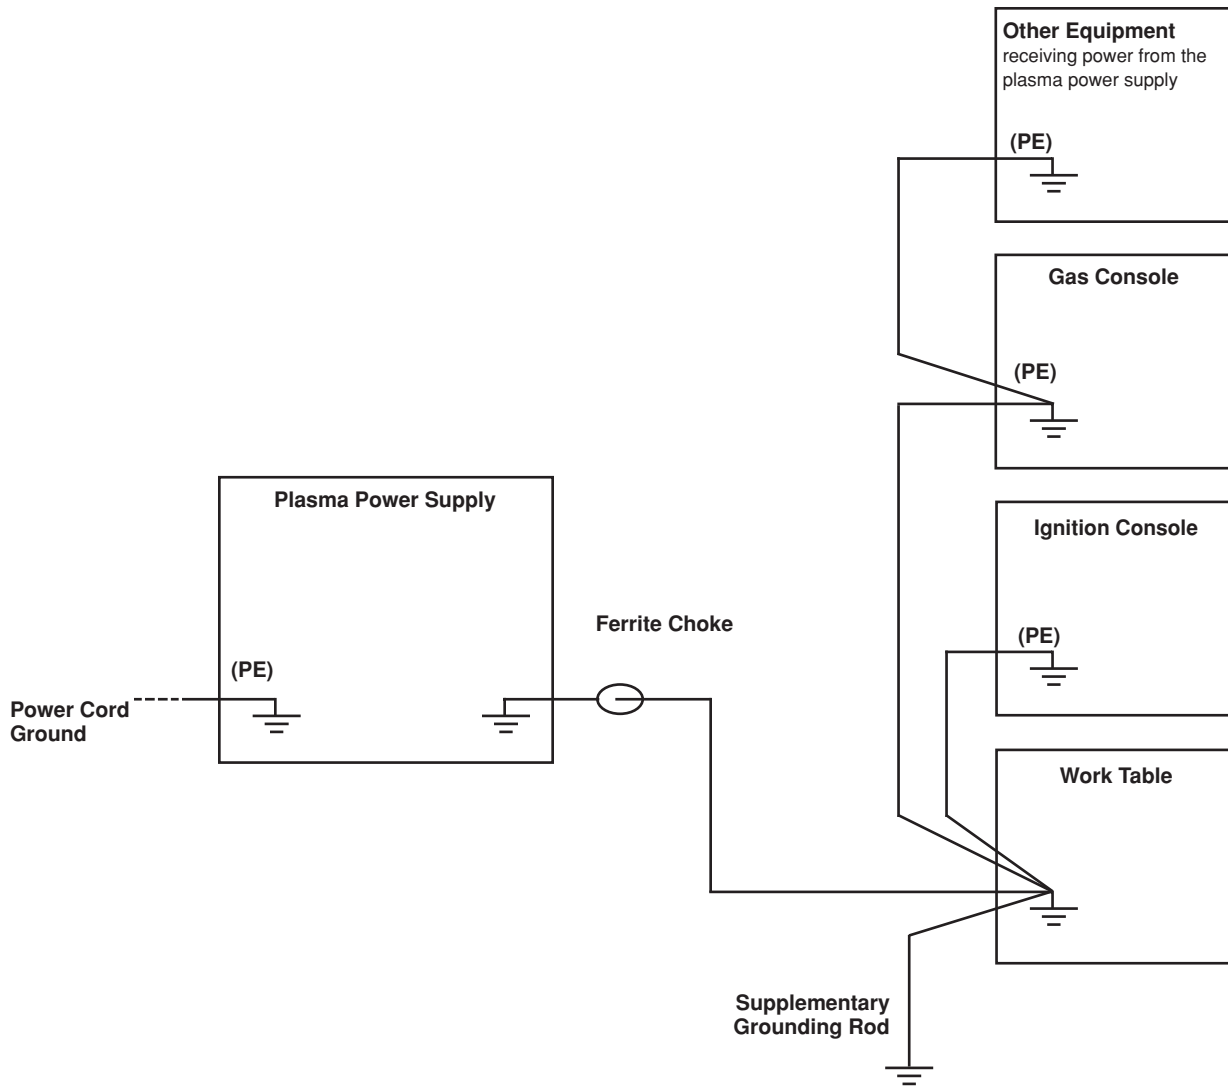 Other Equipment
receiving power from the
plasma power supply
(PE)
Gas Console
(PE)
Plasma Power Supply
Ignition Console
Ferrite Choke
(PE)
(PE)
Power Cord
Ground
Work Table
Supplementary
Grounding Rod